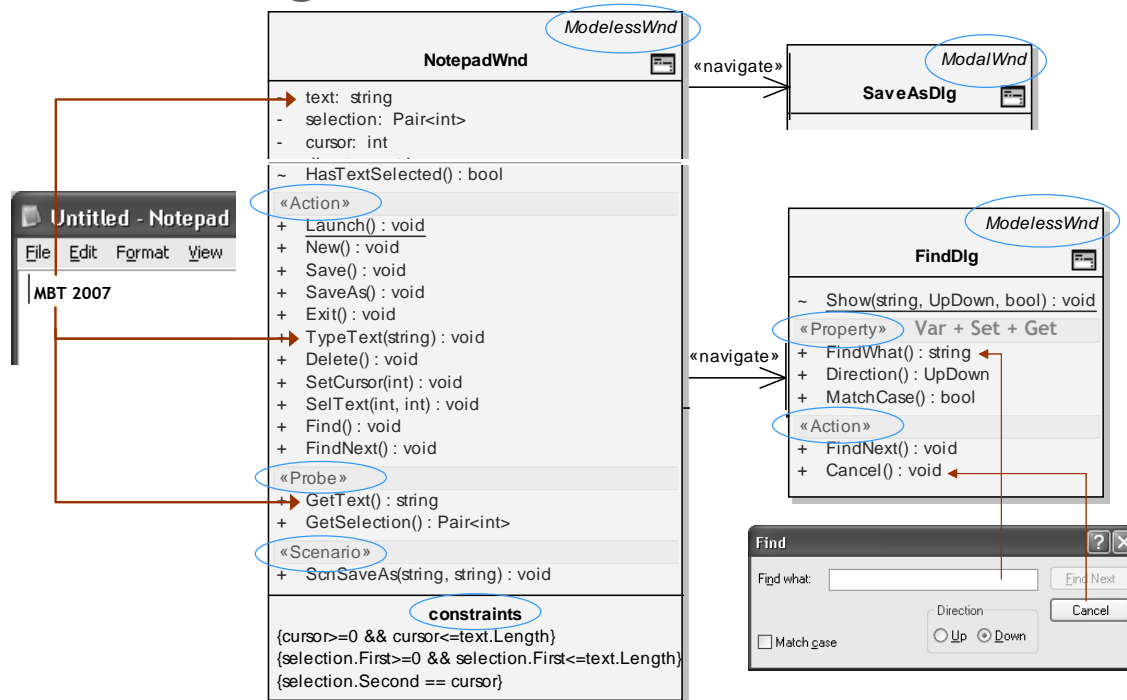 ModelessWnd
NotepadWnd
- text: string
- selection: Pair<int>
- cursor: int
~ HasTextSelected() : bool
«Action»
+ Launch() : void
+ New() : void
+ Save() : void
+ SaveAs() : void
+ Exit() : void
+ TypeText(string) : void
+ Delete() : void
+ SetCursor(int) : void
+ SelText(int, int) : void
+ Find() : void
+ FindNext() : void
«Probe»
+ GetText() : string
+ GetSelection() : Pair<int>
«Scenario»
+ ScnSaveAs(string, string) : void
constraints
{cursor>=0 && cursor<=text.Length}
{selection.First>=0 && selection.First<=text.Length}
{selection.Second == cursor}
Untitled - Notepad
File Edit Format View
MBT 2007
«navigate»
ModalWnd
SaveAsDlg
«navigate»
ModelessWnd
FindDlg
~ Show(string, UpDown, bool) : void
«Property» Var + Set + Get
+ FindWhat() : string
+ Direction() : UpDown
+ MatchCase() : bool
«Action»
+ FindNext() : void
+ Cancel() : void
Find
Find what:
Find Next
Direction
Cancel
Up Down
Match case